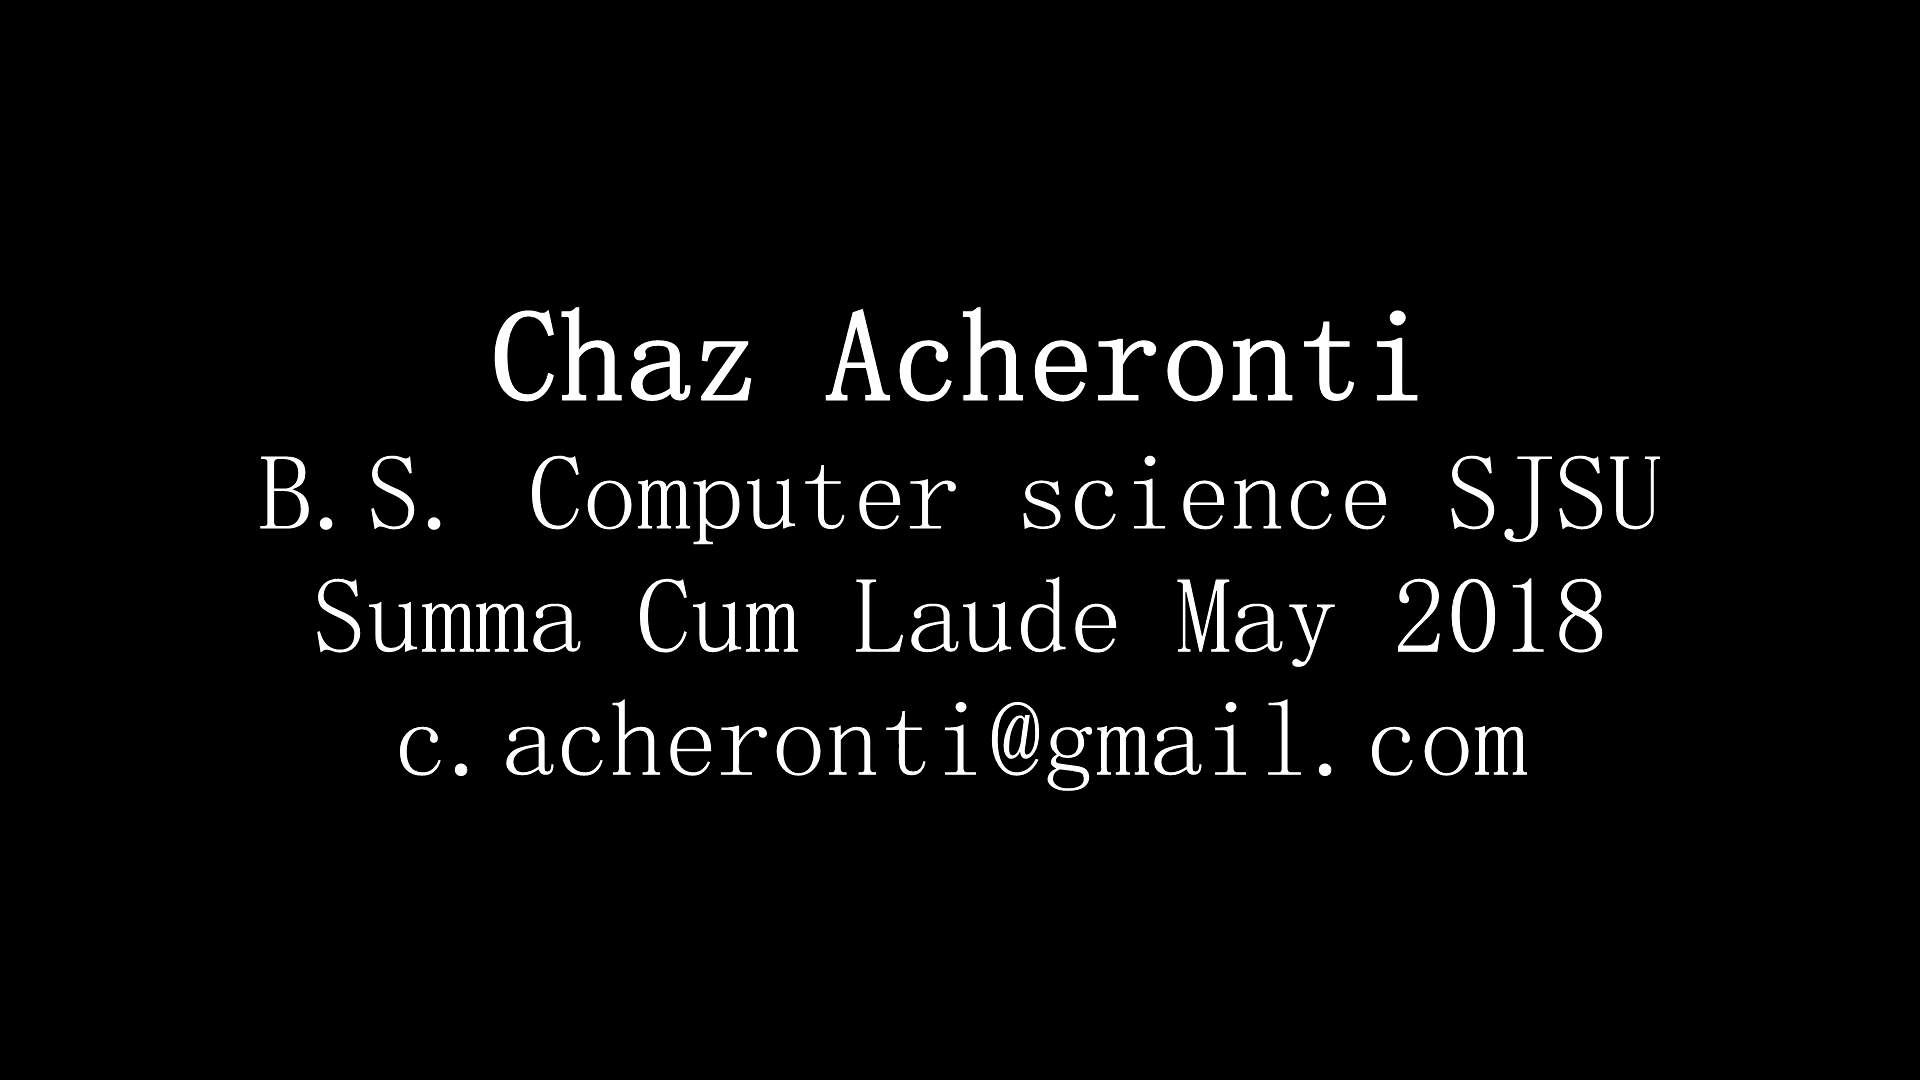 Chaz Acheronti
B.S. Computer science SJSU
Summa Cum Laude May 2018
c.acheronti@gmail.com